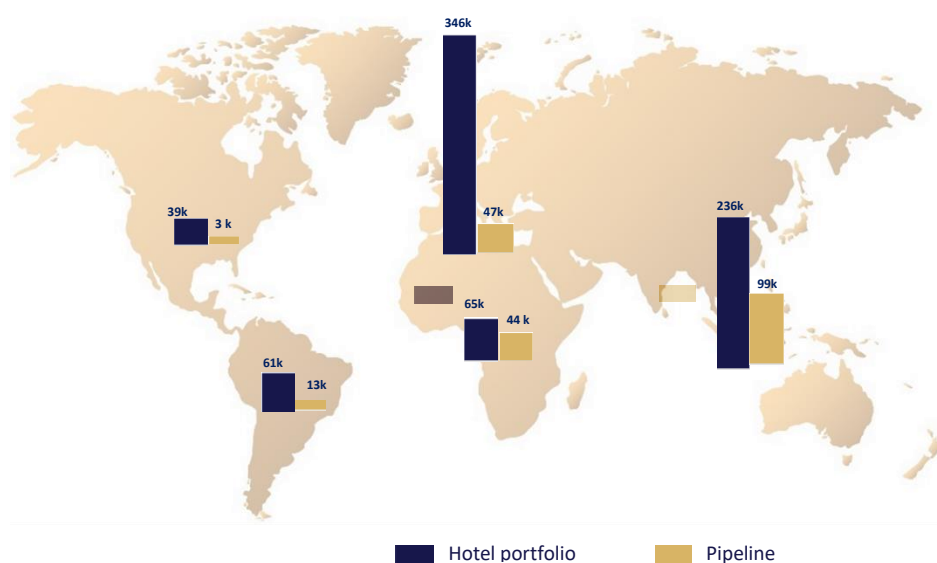 346k
39k
3 k
47k
236k
99k
65k
44 k
61k
13k
Hotel portfolio
Pipeline